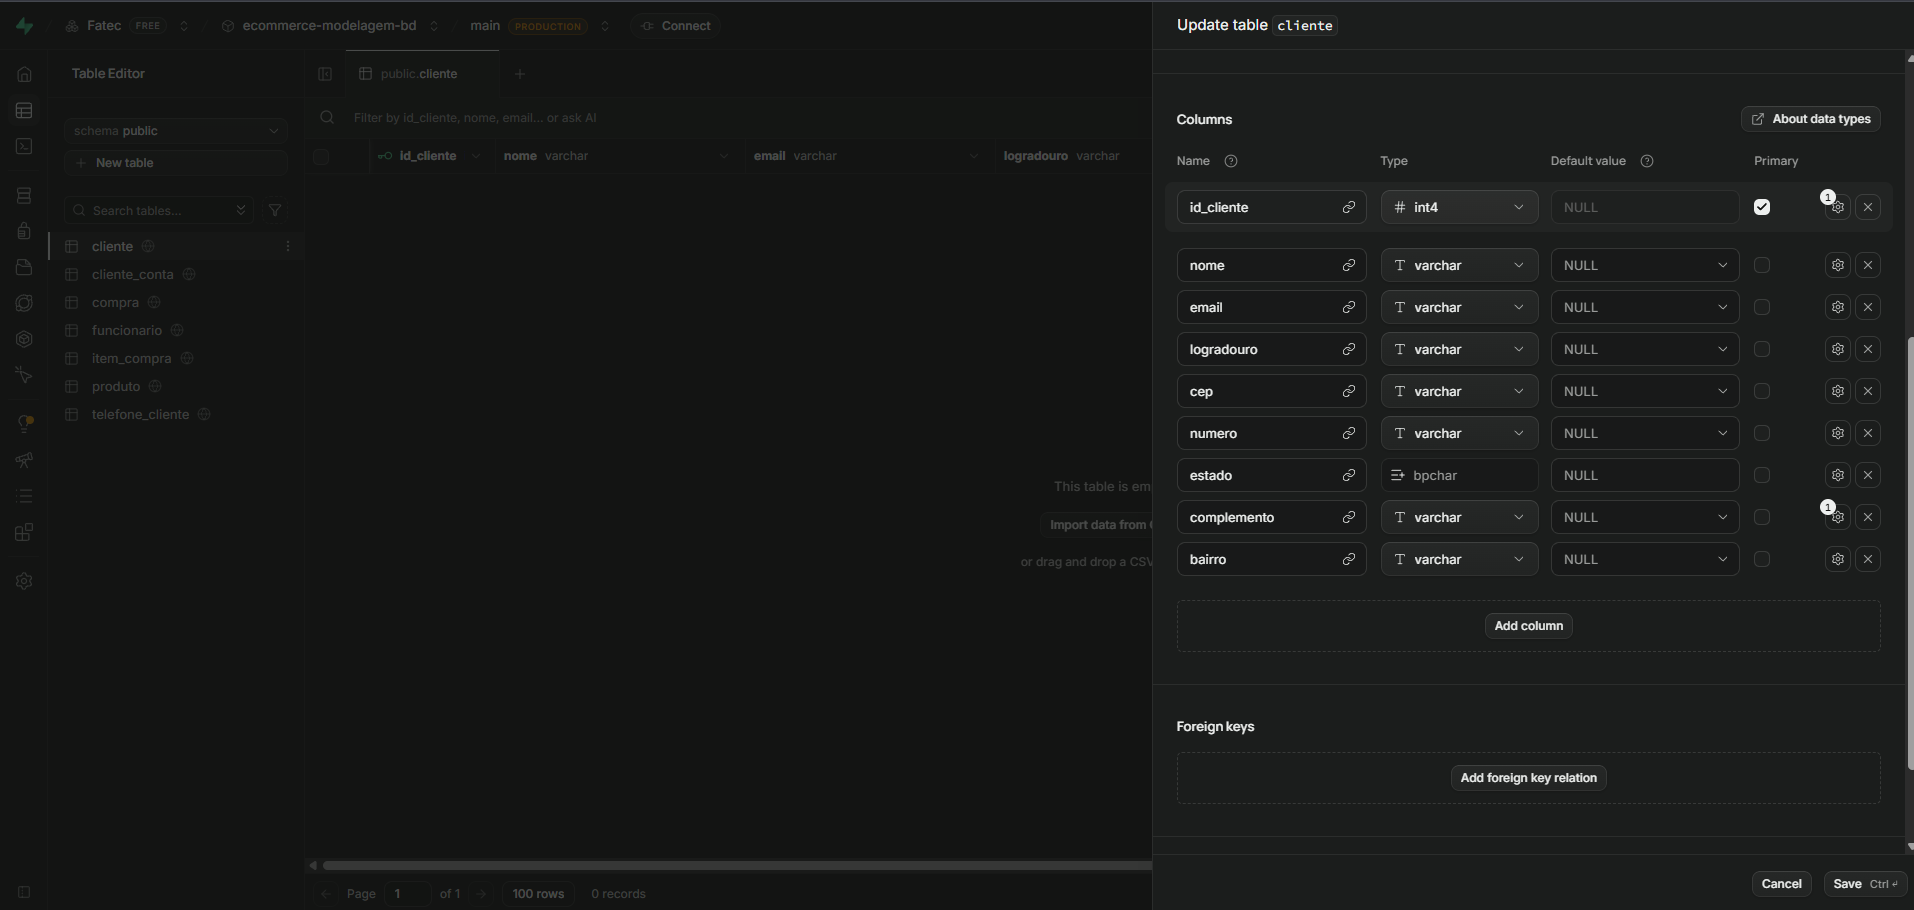 Fatec FREE ecommerce-modelagem-bd main PRODUCTION Connect
Table Editor
schema public
New table
Search tables...
cliente
cliente_conta
compra
funcionario
item_compra
produto
telefone_cliente
public.cliente
Filter by id_cliente, nome, email... or ask AI
id_cliente nome varchar email varchar logradouro varchar
This table is em
Import data from
or drag and drop a CSV
Page 1 of 1 100 rows 0 records
Update table cliente
Columns
About data types
Name Type Default value Primary
id_cliente int4 NULL 1
nome varchar NULL
email varchar NULL
logradouro varchar NULL
cep varchar NULL
numero varchar NULL
estado bpchar NULL
complemento varchar NULL 1
bairro varchar NULL
Add column
Foreign keys
Add foreign key relation
Cancel Save Ctrl